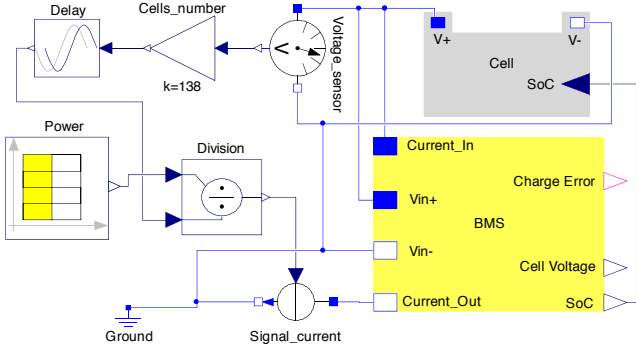 Delay
Cells_number
k=138
V
Voltage_sensor
V+
V-
Cell
SoC
Power
Division
Current_In
Charge Error
Vin+
BMS
Vin-
Cell Voltage
Current_Out
SoC
Ground
Signal_current